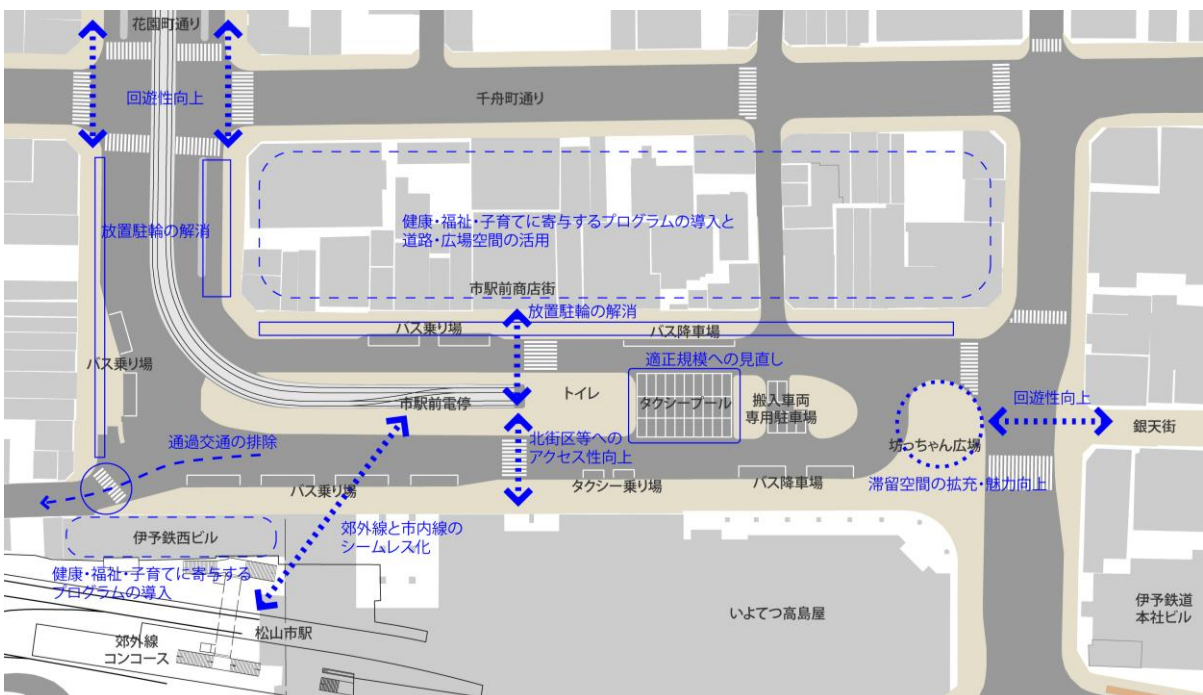 花園町通り
回遊性向上
千舟町通り
放置駐輪の解消
健康・福祉・子育てに寄与するプログラムの導入と
道路・広場空間の活用
市駅前商店街
放置駐輪の解消
バス乗り場
バス降車場
バス乗り場
適正規模への見直し
市駅前電停
トイレ
タクシープール
搬入車両
専用駐車場
回遊性向上
銀天街
坊っちゃん広場
通過交通の排除
北街区等への
アクセス性向上
バス乗り場
タクシー乗り場
バス降車場
滞留空間の拡充・魅力向上
伊予鉄西ビル
郊外線と市内線の
シームレス化
健康・福祉・子育てに寄与する
プログラムの導入
いよてつ高島屋
伊予鉄道
本社ビル
松山市駅
郊外線
コンコース